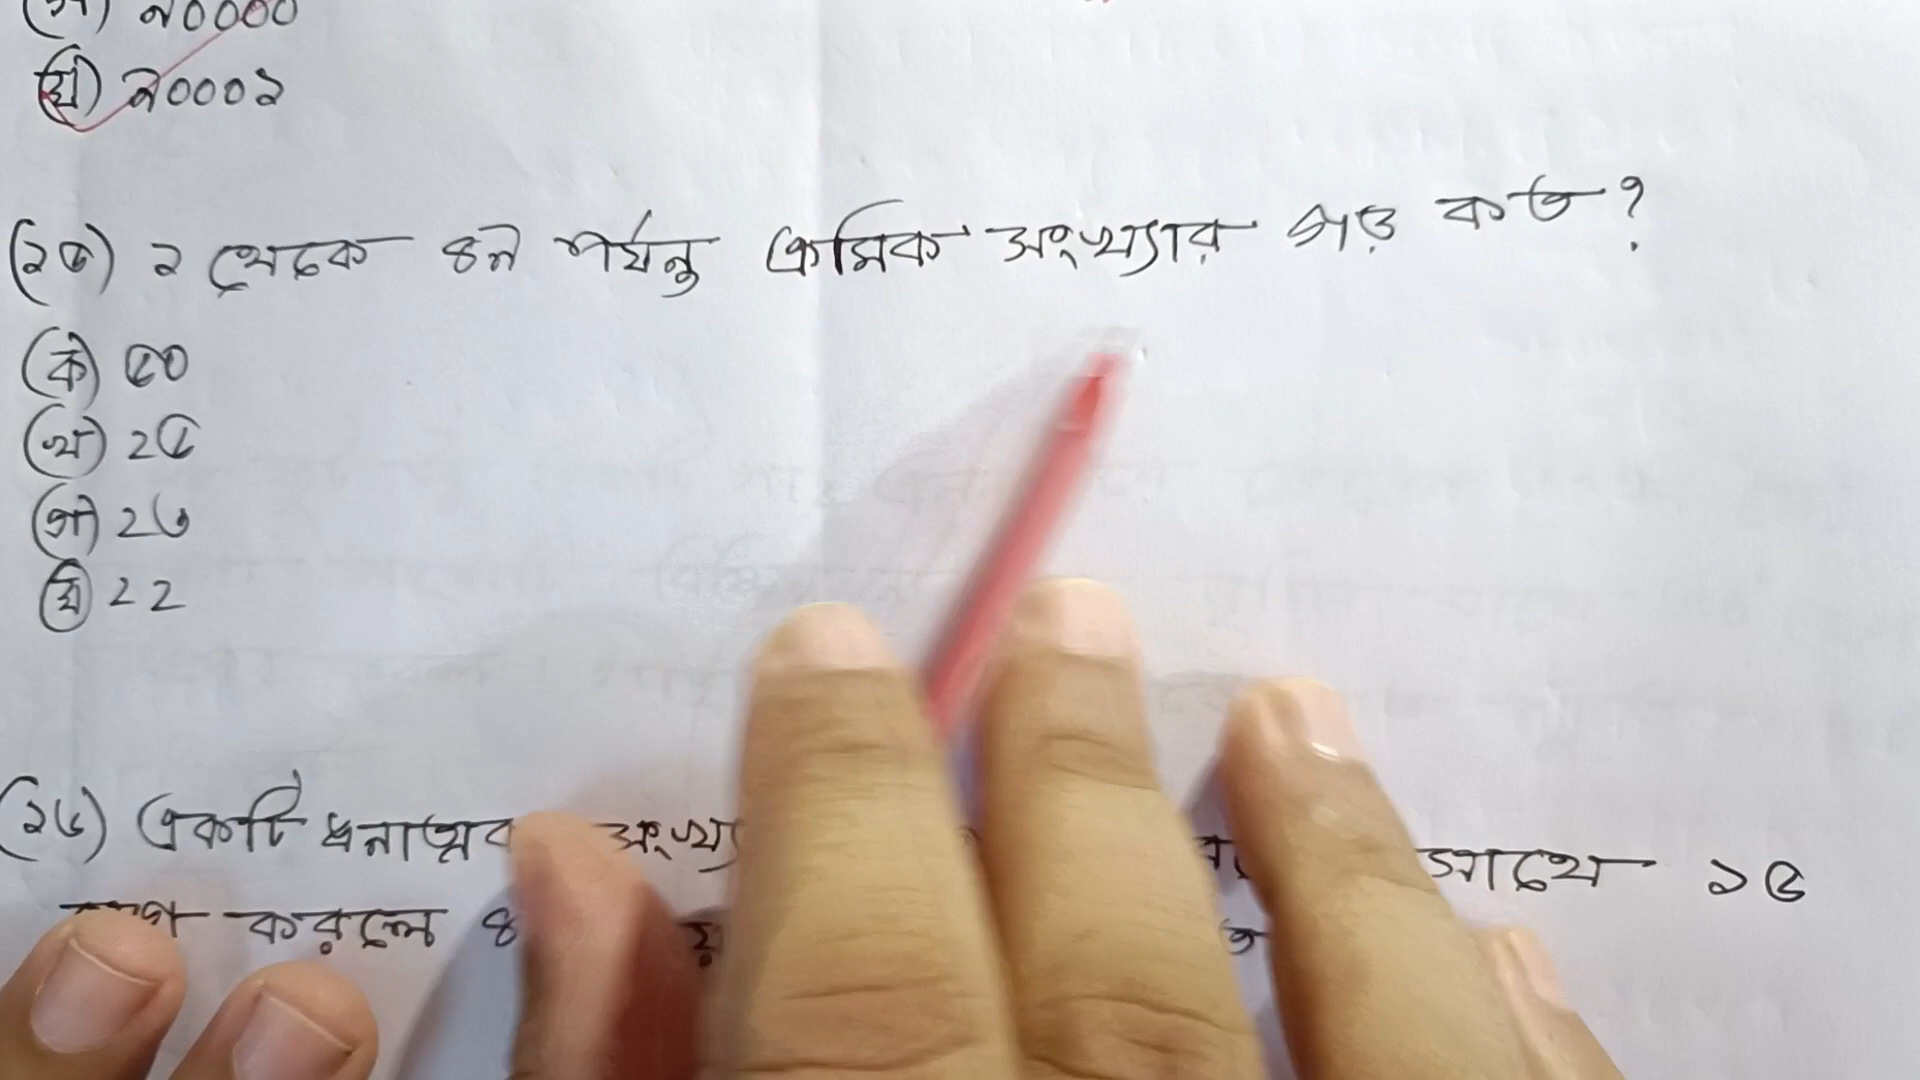 ৯০০০০
(ঘ) ৯০০০১
(২৫) ১ থেকে ৪৯ পর্যন্ত ক্রমিক সংখ্যার গড় কত?
(ক) ৫০
(খ) ২৫
(গ) ২৬
(ঘ) ২২
(২৬) একটি ধনাত্মক সাথে ১৫
করলে